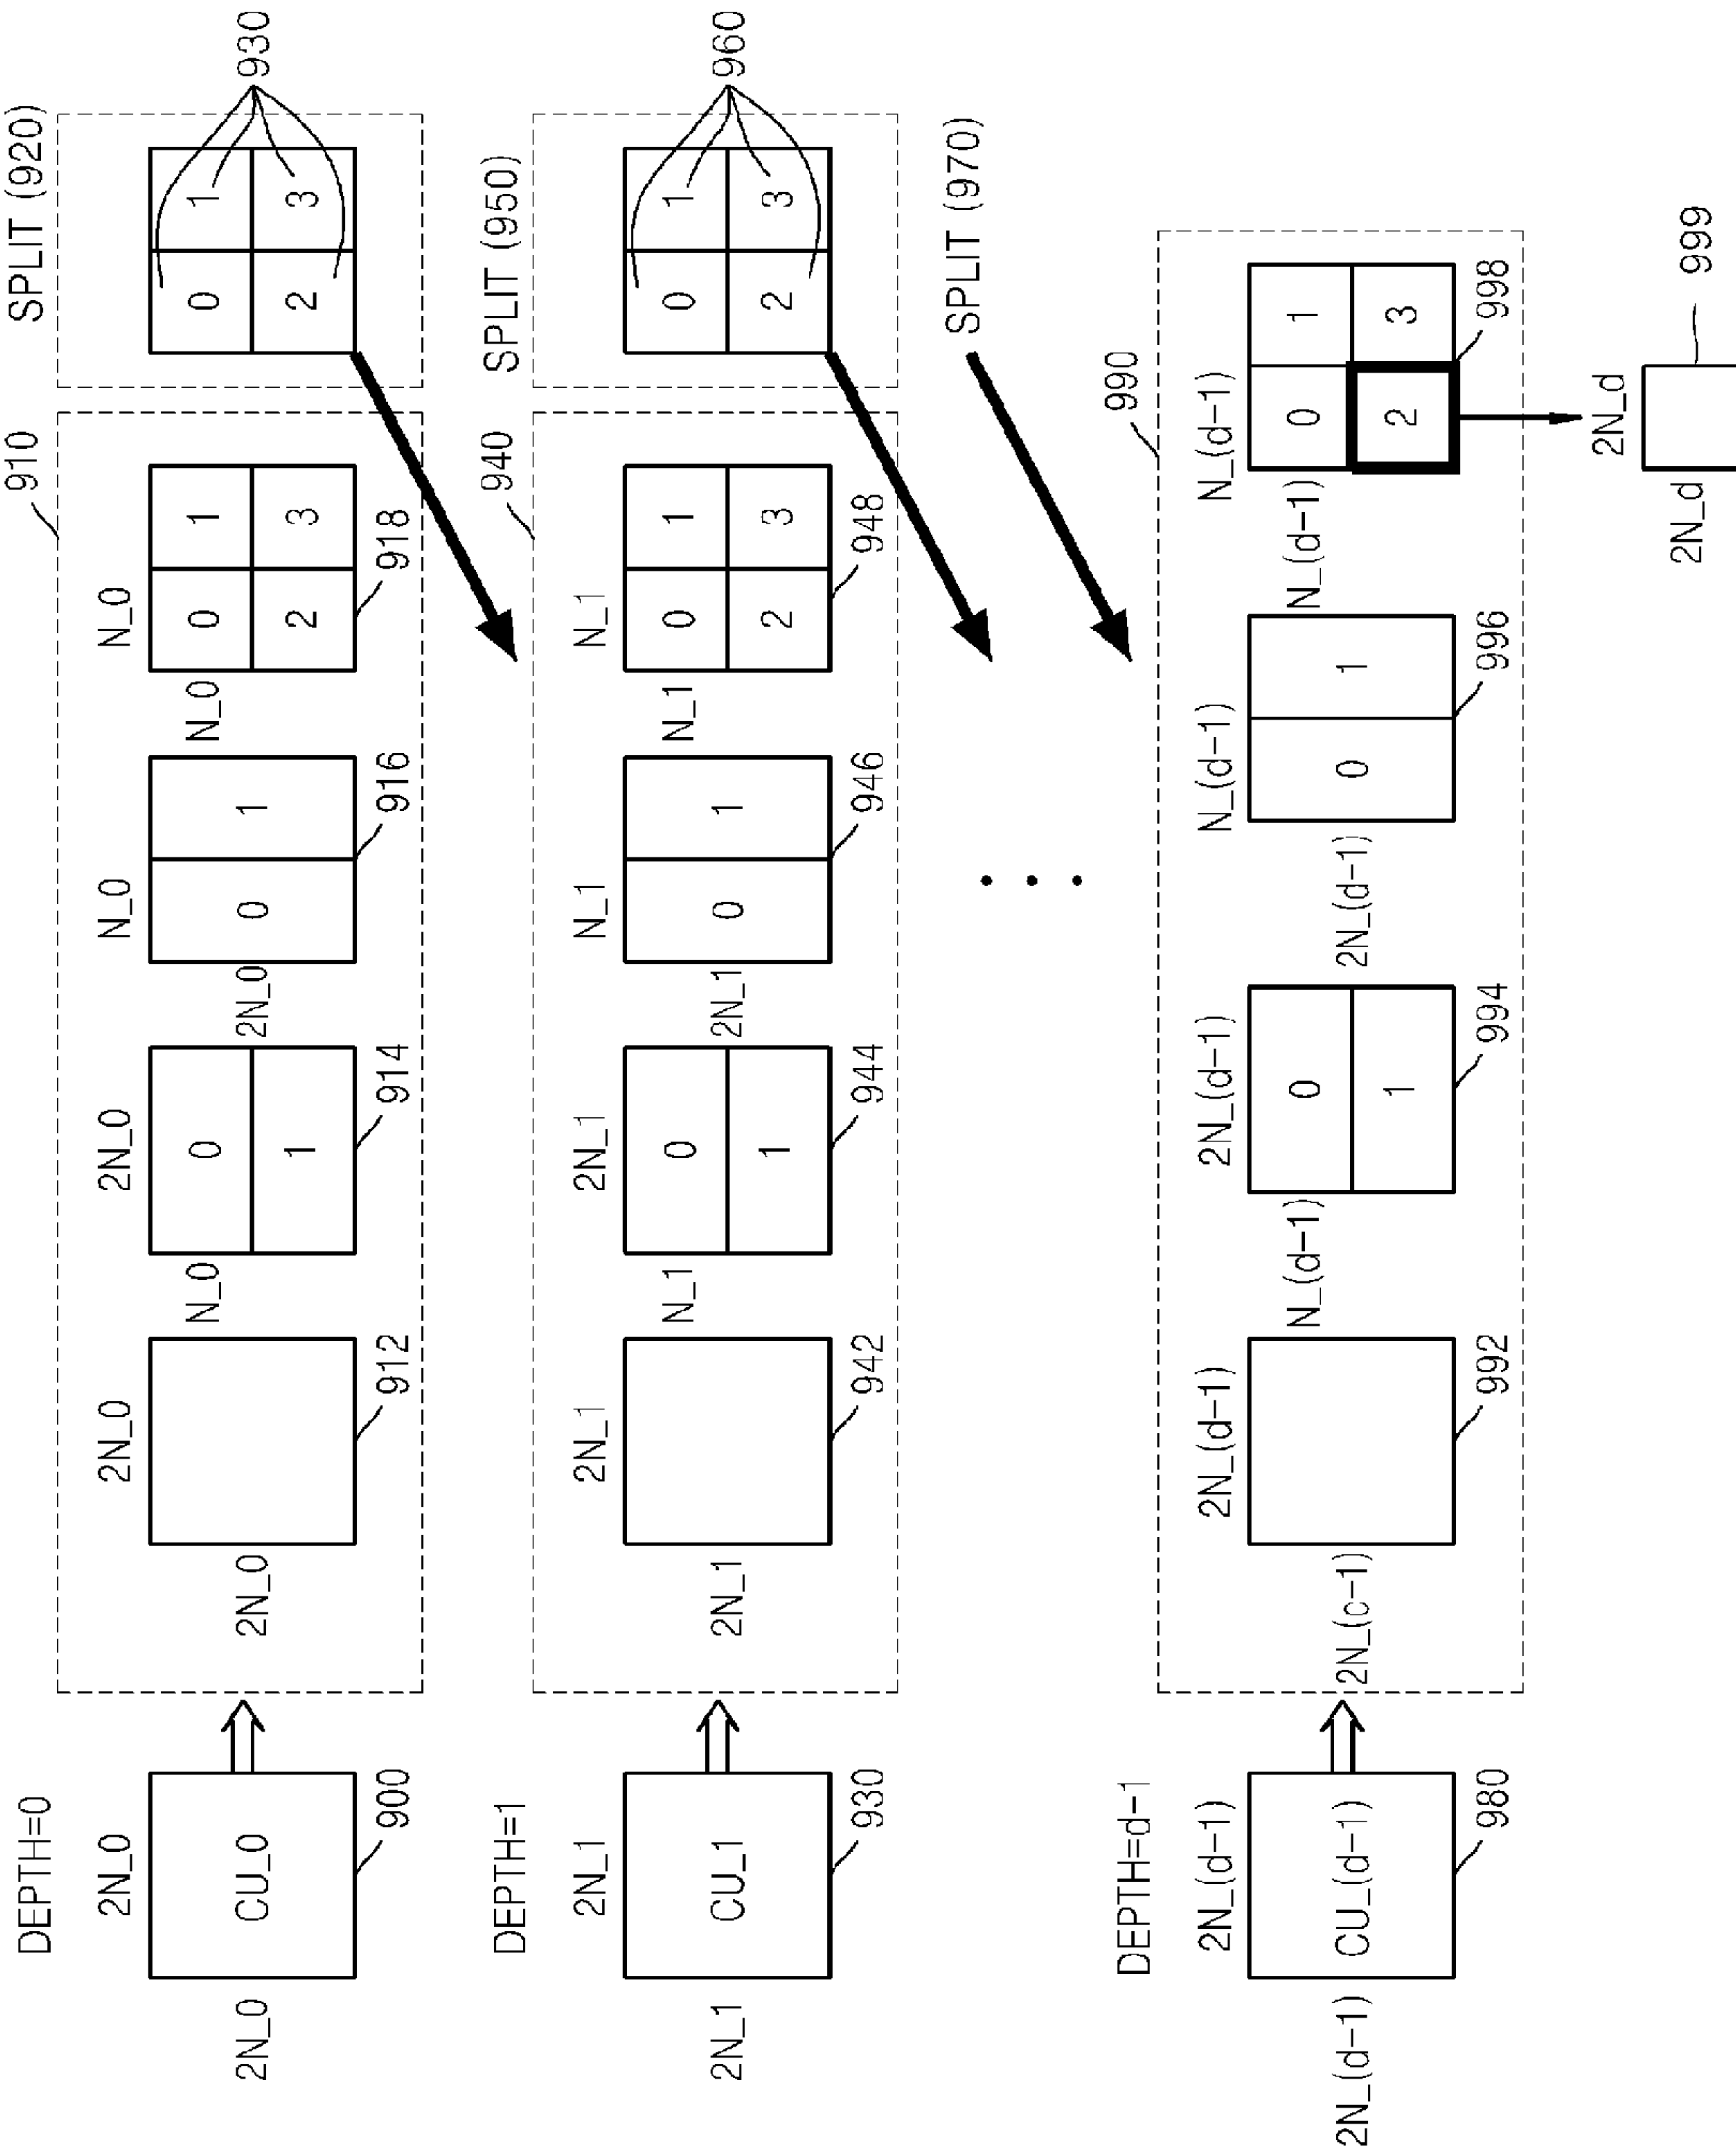 DEPTH=0
2N_0
2N_0
CU_0
900
910
2N_0
2N_0
912
2N_0
N_0
0
1
914
N_0
2N_0
0
1
916
N_0
N_0
0
1
2
3
918
SPLIT (920)
0
1
2
3
930
DEPTH=1
2N_1
2N_1
CU_1
930
940
2N_1
2N_1
942
2N_1
N_1
0
1
944
N_1
2N_1
0
1
946
N_1
N_1
0
1
2
3
948
SPLIT (950)
0
1
2
3
960
SPLIT (970)
DEPTH=d-1
2N_(d-1)
2N_(d-1)
CU_(d-1)
980
990
2N_(d-1)
2N_(c-1)
992
2N_(d-1)
N_(d-1)
0
1
994
N_(d-1)
2N_(d-1)
0
1
996
N_(d-1)
N_(d-1)
0
1
2
3
998
2N_d
2N_d
999